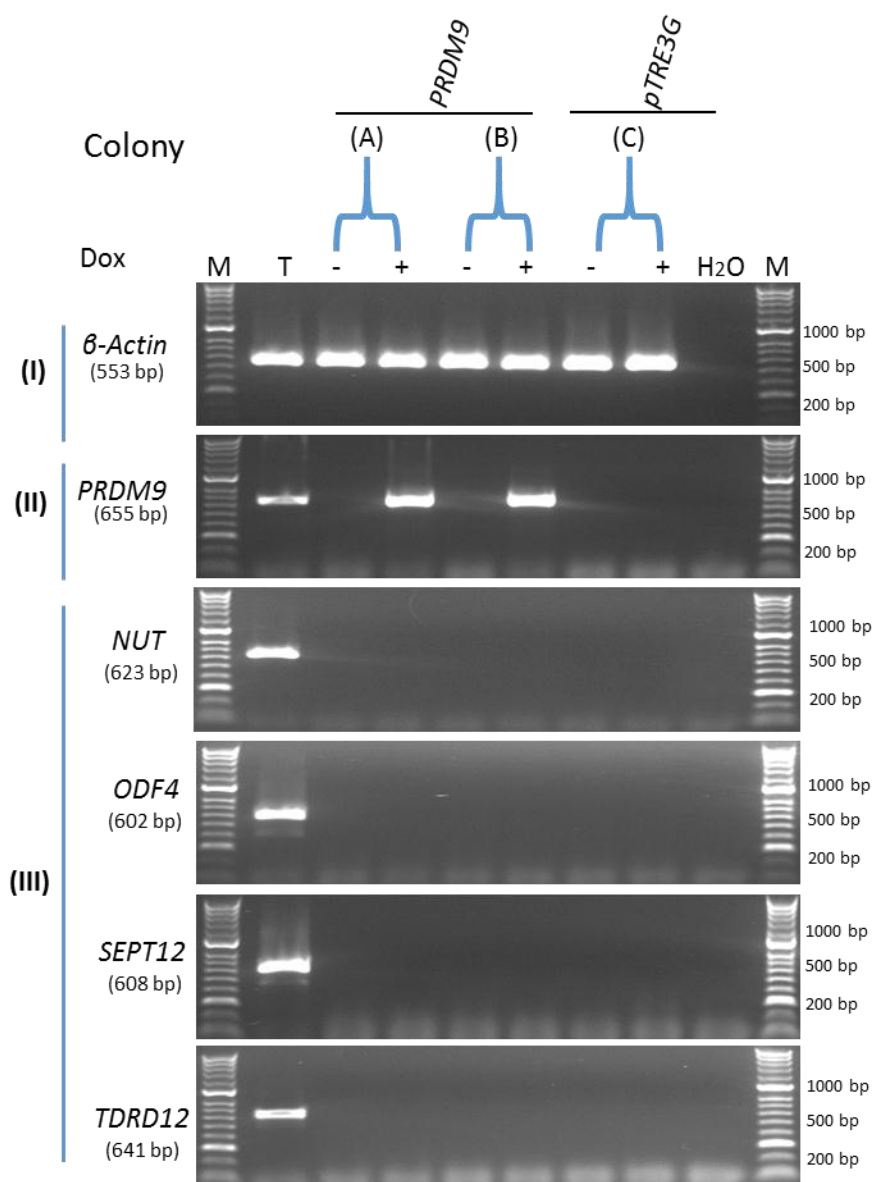 PRDM9
pTRE3G
Colony
(A)
(B)
(C)
Dox
M T - + - + - + H2O M
(I)
β-Actin
(553 bp)
1000 bp
500 bp
200 bp
(II)
PRDM9
(655 bp)
1000 bp
500 bp
200 bp
(III)
NUT
(623 bp)
1000 bp
500 bp
200 bp
ODF4
(602 bp)
1000 bp
500 bp
200 bp
SEPT12
(608 bp)
1000 bp
500 bp
200 bp
TDRD12
(641 bp)
1000 bp
500 bp
200 bp